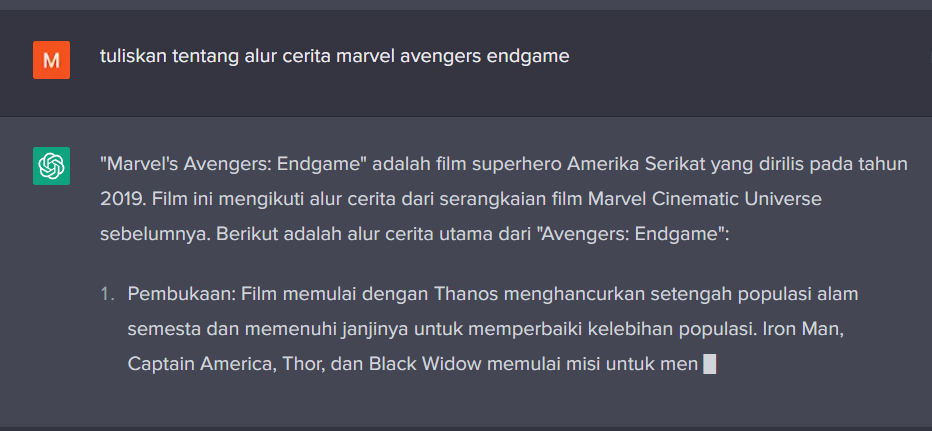 M
tuliskan tentang alur cerita marvel avengers endgame
"Marvel's Avengers: Endgame" adalah film superhero Amerika Serikat yang dirilis pada tahun
2019. Film ini mengikuti alur cerita dari serangkaian film Marvel Cinematic Universe
sebelumnya. Berikut adalah alur cerita utama dari "Avengers: Endgame":
1. Pembukaan: Film memulai dengan Thanos menghancurkan setengah populasi alam
semesta dan memenuhi janjinya untuk memperbaiki kelebihan populasi. Iron Man,
Captain America, Thor, dan Black Widow memulai misi untuk men